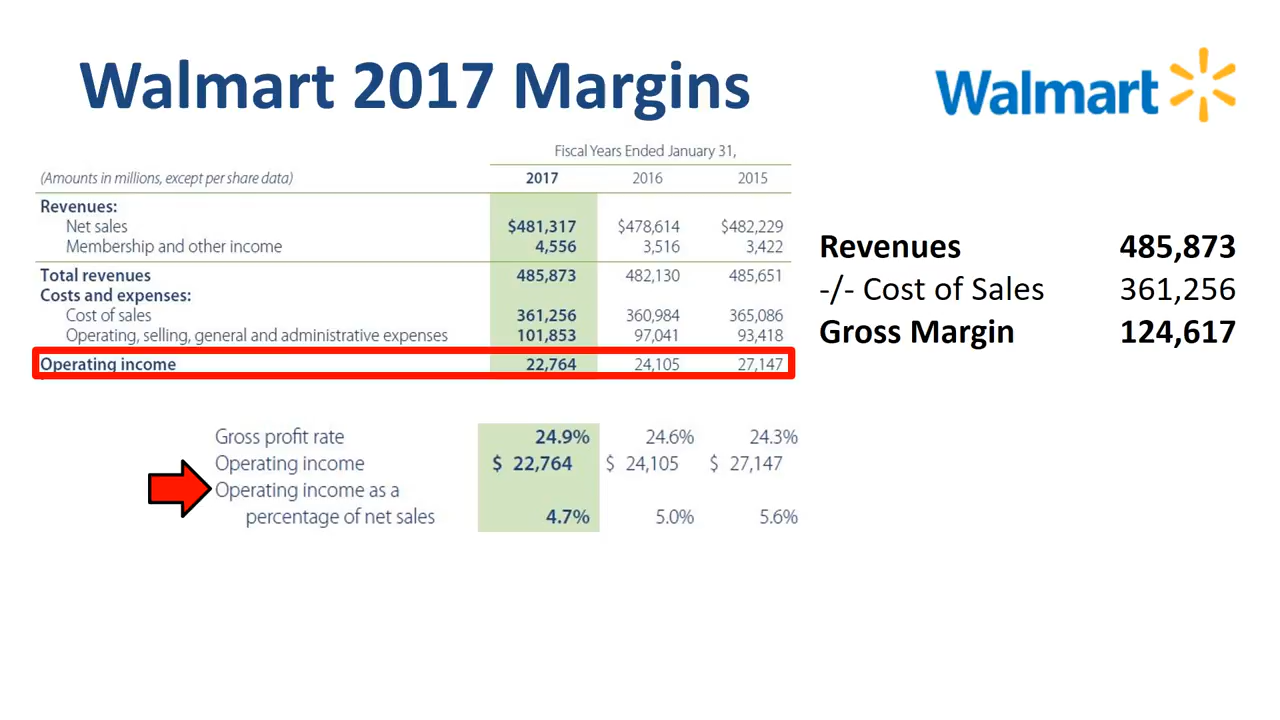 Walmart 2017 Margins
Walmart
Fiscal Years Ended January 31,
(Amounts in millions, except per share data) 2017 2016 2015
Revenues:
Net sales $481,317 $478,614 $482,229
Membership and other income 4,556 3,516 3,422
Total revenues 485,873 482,130 485,651
Costs and expenses:
Cost of sales 361,256 360,984 365,086
Operating, selling, general and administrative expenses 101,853 97,041 93,418
Operating income 22,764 24,105 27,147
Revenues 485,873
-/- Cost of Sales 361,256
Gross Margin 124,617
Gross profit rate 24.9% 24.6% 24.3%
Operating income $ 22,764 $ 24,105 $ 27,147
Operating income as a
percentage of net sales 4.7% 5.0% 5.6%